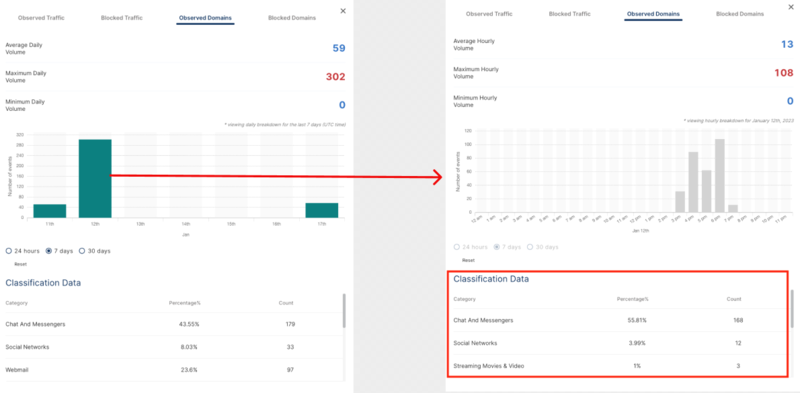 Observed Traffic Blocked Traffic Observed Domains Blocked Domains
Average Daily
Volume
59
Maximum Daily
Volume
302
Minimum Daily
Volume
0
* viewing daily breakdown for the last 7 days (UTC time)
Number of events
320
280
240
200
160
120
80
40
0
11th 12th 13th 14th 15th 16th 17th
Jan
24 hours 7 days 30 days
Reset
Classification Data
Category Percentage% Count
Chat And Messengers 43.55% 179
Social Networks 8.03% 33
Webmail 23.6% 97
Observed Traffic Blocked Traffic Observed Domains Blocked Domains
Average Hourly
Volume
13
Maximum Hourly
Volume
108
Minimum Hourly
Volume
0
* viewing hourly breakdown for January 12th, 2023
Number of events
120
100
80
60
40
20
0
12 am 1 am 2 am 3 am 4 am 5 am 6 am 7 am 8 am 9 am 10 am 11 am 12 pm 1 pm 2 pm 3 pm 4 pm 5 pm 6 pm 7 pm 8 pm 9 pm 10 pm 11 pm
Jan 12th
24 hours 7 days 30 days
Reset
Classification Data
Category Percentage% Count
Chat And Messengers 55.81% 168
Social Networks 3.99% 12
Streaming Movies & Video 1% 3